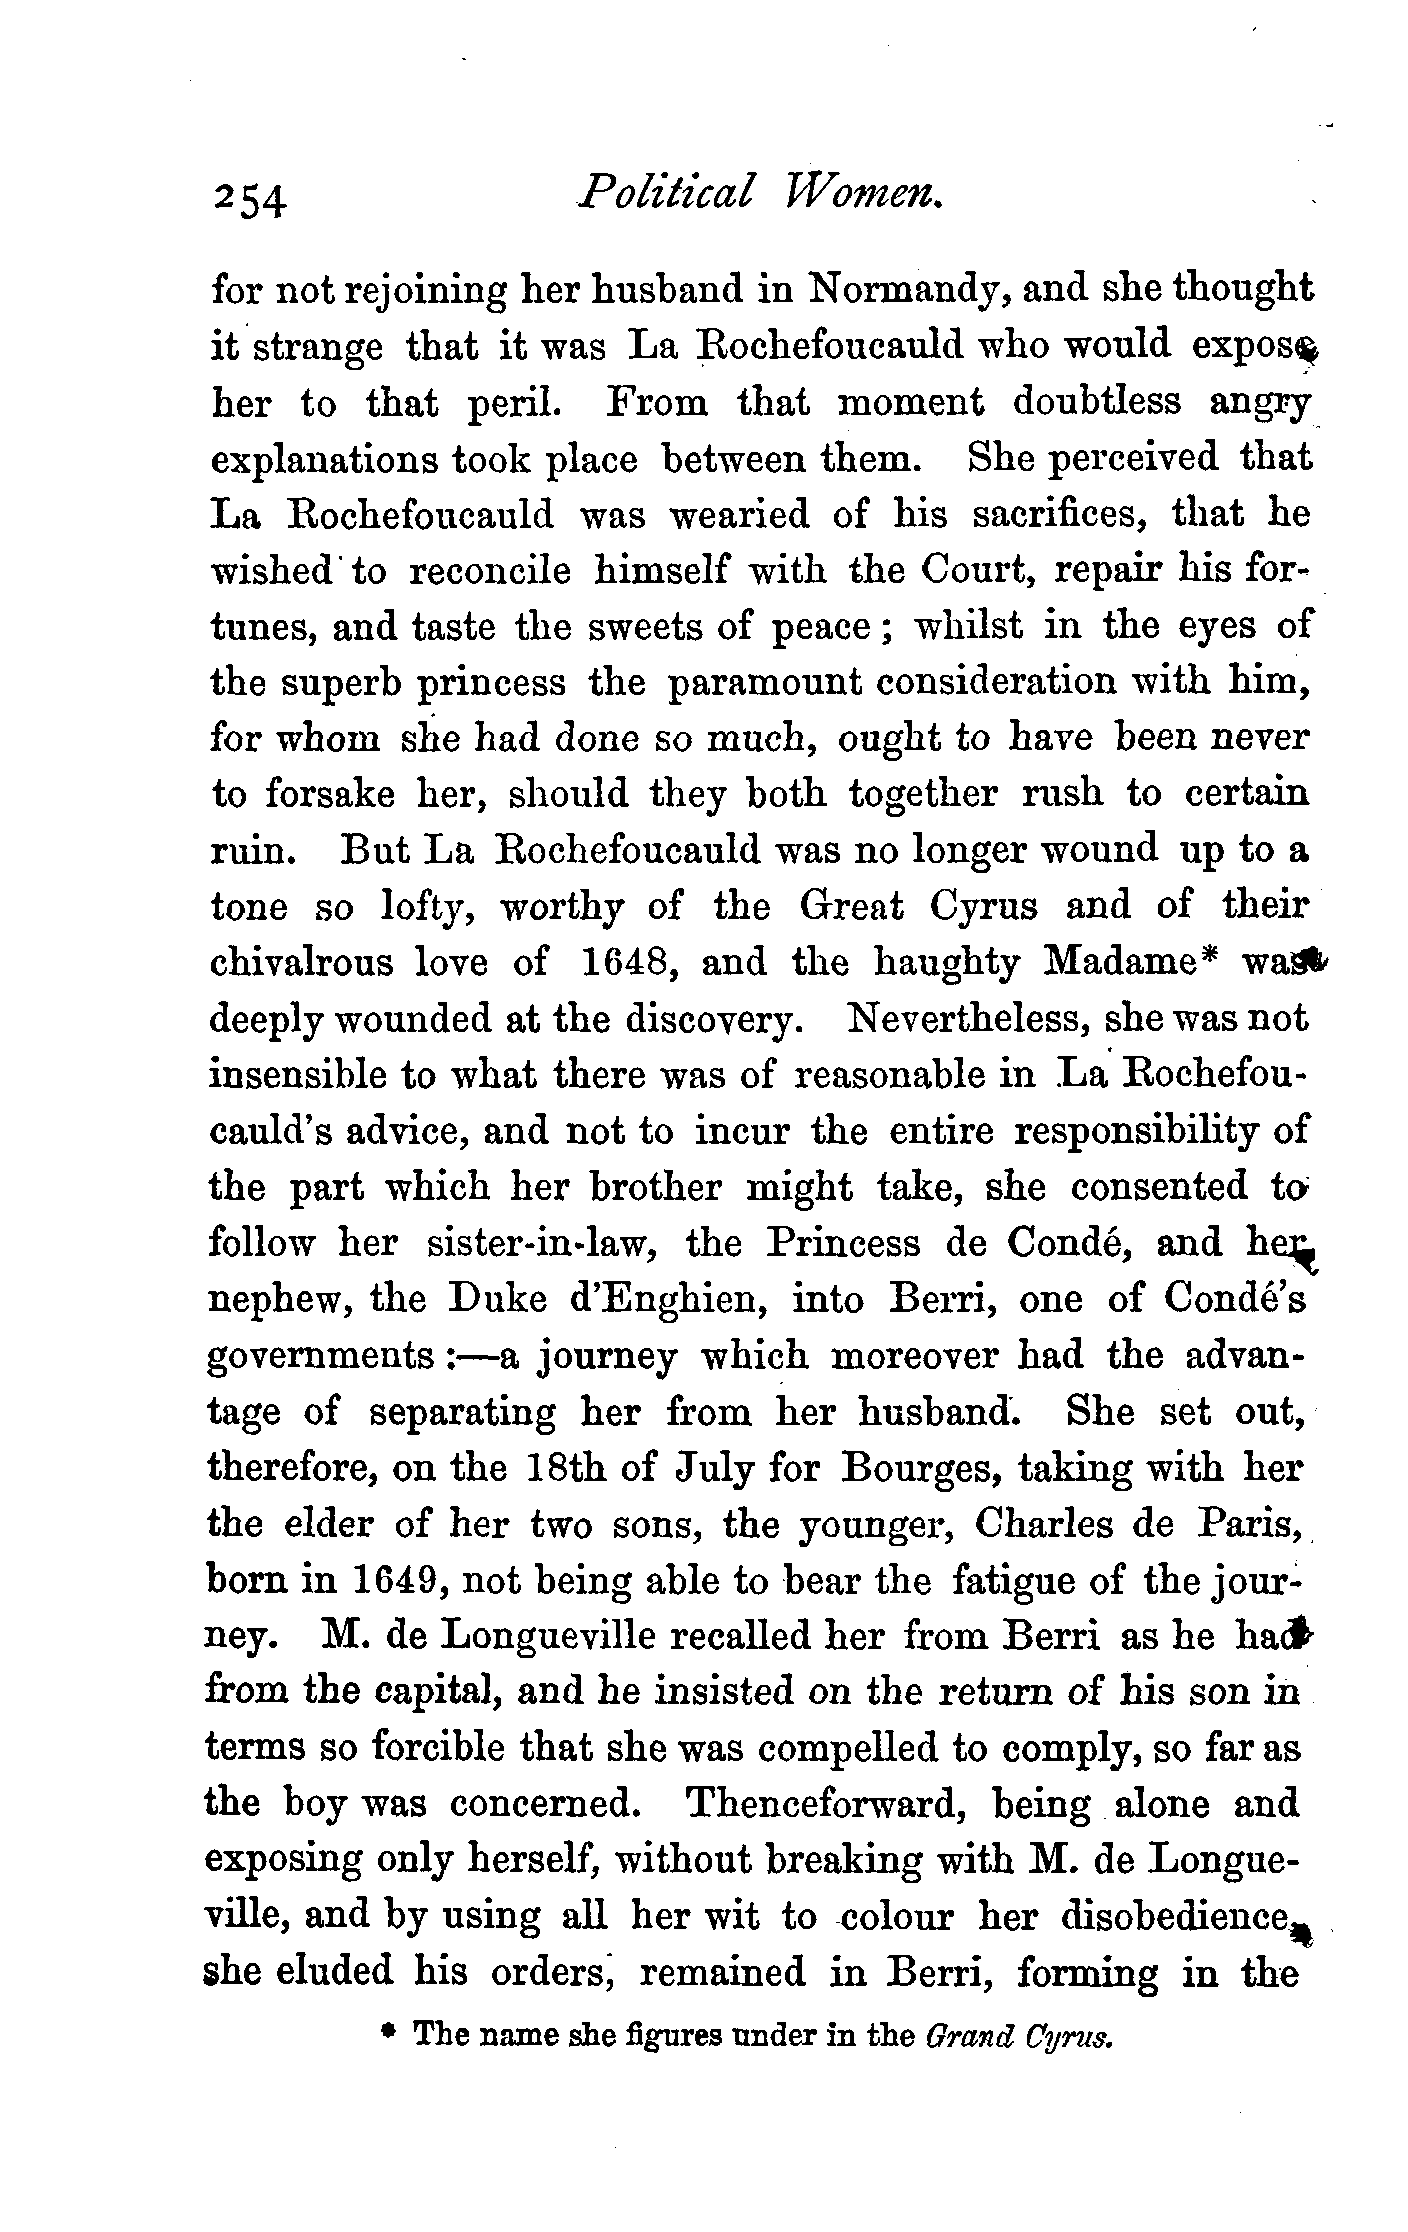 254 Political Women.
for not rejoining her husband in Normandy, and she thought
it strange that it was La Rochefoucauld who would expose
her to that peril. From that moment doubtless angry
explanations took place between them. She perceived that
La Rochefoucauld was wearied of his sacrifices, that he
wished to reconcile himself with the Court, repair his for-
tunes, and taste the sweets of peace; whilst in the eyes of
the superb princess the paramount consideration with him,
for whom she had done so much, ought to have been never
to forsake her, should they both together rush to certain
ruin. But La Rochefoucauld was no longer wound up to a
tone so lofty, worthy of the Great Cyrus and of their
chivalrous love of 1648, and the haughty Madame* was
deeply wounded at the discovery. Nevertheless, she was not
insensible to what there was of reasonable in La Rochefou-
cauld's advice, and not to incur the entire responsibility of
the part which her brother might take, she consented to
follow her sister-in-law, the Princess de Condé, and her
nephew, the Duke d'Enghien, into Berri, one of Condé's
governments:—a journey which moreover had the advan-
tage of separating her from her husband. She set out,
therefore, on the 18th of July for Bourges, taking with her
the elder of her two sons, the younger, Charles de Paris,
born in 1649, not being able to bear the fatigue of the jour-
ney. M. de Longueville recalled her from Berri as he had
from the capital, and he insisted on the return of his son in
terms so forcible that she was compelled to comply, so far as
the boy was concerned. Thenceforward, being alone and
exposing only herself, without breaking with M. de Longue-
ville, and by using all her wit to colour her disobedience,
she eluded his orders, remained in Berri, forming in the
* The name she figures under in the Grand Cyrus.